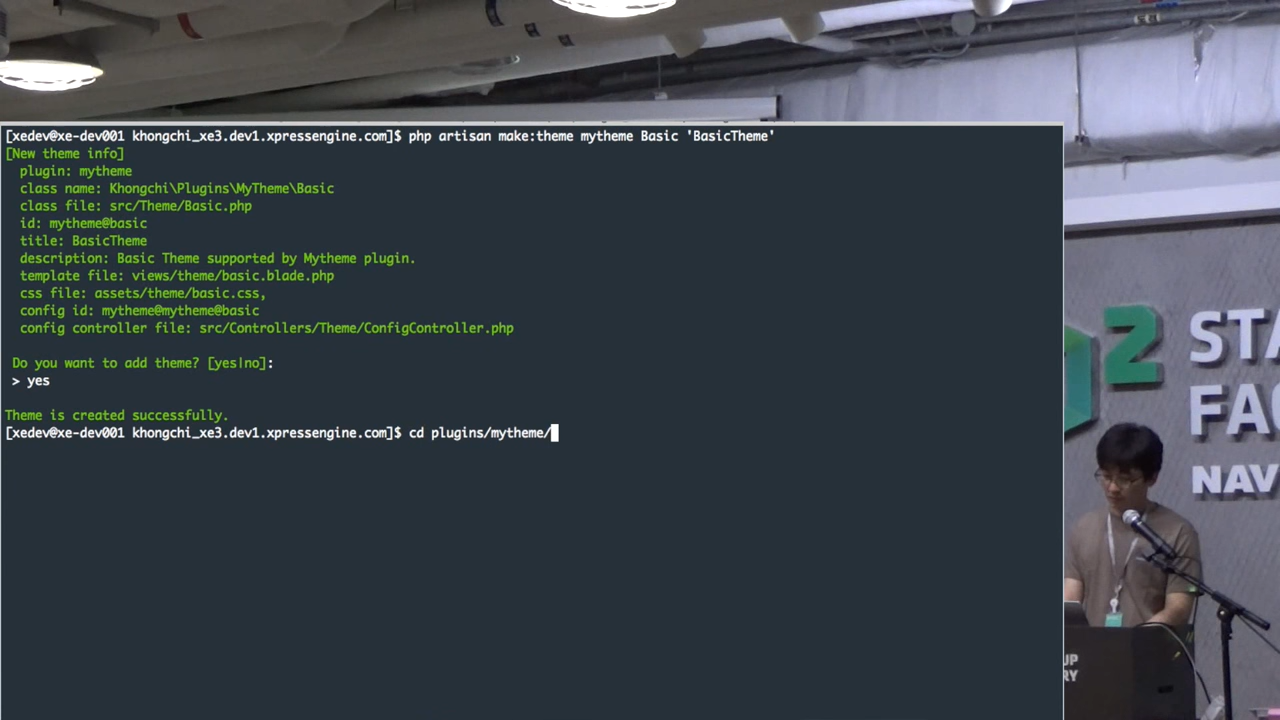 [xedev@xe-dev001 khongchi_xe3.dev1.xpressengine.com]$ php artisan make:theme mytheme Basic 'BasicTheme'
[New theme info]
plugin: mytheme
class name: Khongchi\Plugins\MyTheme\Basic
class file: src/Theme/Basic.php
id: mytheme@basic
title: BasicTheme
description: Basic Theme supported by Mytheme plugin.
template file: views/theme/basic.blade.php
css file: assets/theme/basic.css,
config id: mytheme@mytheme@basic
config controller file: src/Controllers/Theme/ConfigController.php
Do you want to add theme? [yes|no]:
> yes
Theme is created successfully.
[xedev@xe-dev001 khongchi_xe3.dev1.xpressengine.com]$ cd plugins/mytheme/
2 STA
FA
NAV
UP
RY